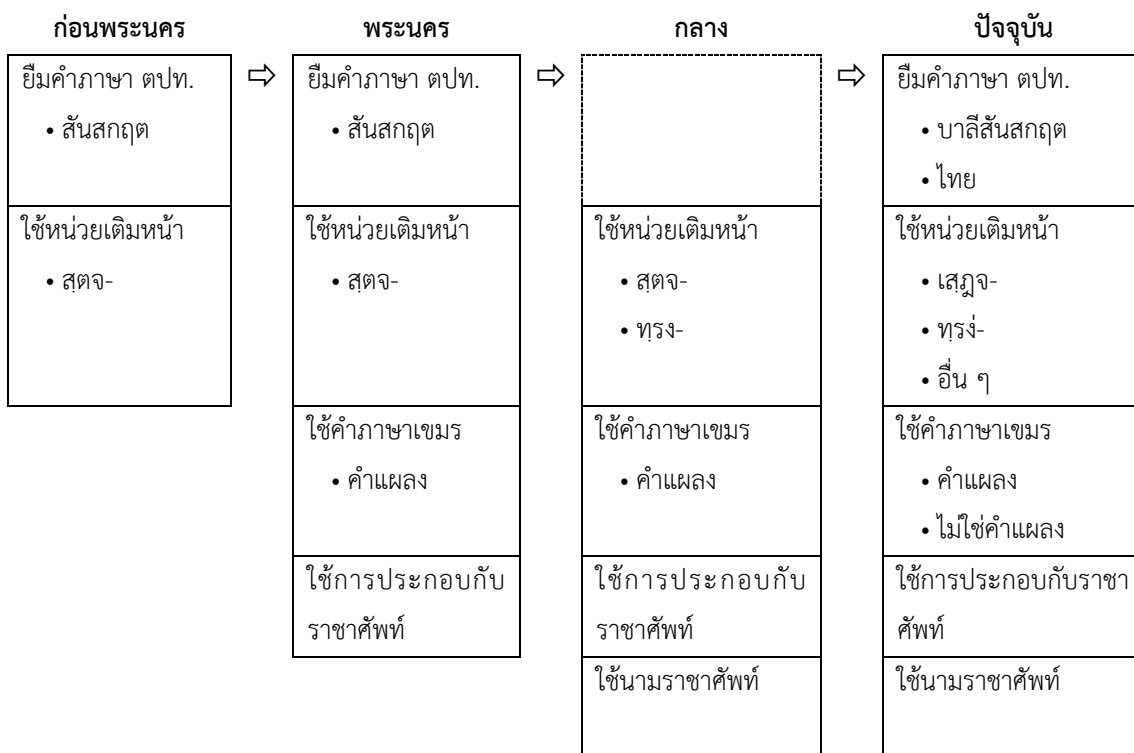 ก่อนพระนคร
พระนคร
กลาง
ปัจจุบัน
ยืมคำภาษา ตปท.
• สันสกฤต
⇨
ยืมคำภาษา ตปท.
• สันสกฤต
⇨
⇨
ยืมคำภาษา ตปท.
• บาลีสันสกฤต
• ไทย
ใช้หน่วยเติมหน้า
• สฺตจ-
ใช้หน่วยเติมหน้า
• สฺตจ-
ใช้หน่วยเติมหน้า
• สฺตจ-
• ทฺรง-
ใช้หน่วยเติมหน้า
• เสฺฎจ-
• ทฺรง่-
• อื่น ๆ
ใช้คำภาษาเขมร
• คำแผลง
ใช้คำภาษาเขมร
• คำแผลง
ใช้คำภาษาเขมร
• คำแผลง
• ไม่ใช่คำแผลง
ใช้การประกอบกับ
ราชาศัพท์
ใช้การประกอบกับ
ราชาศัพท์
ใช้การประกอบกับราชา
ศัพท์
ใช้นามราชาศัพท์
ใช้นามราชาศัพท์